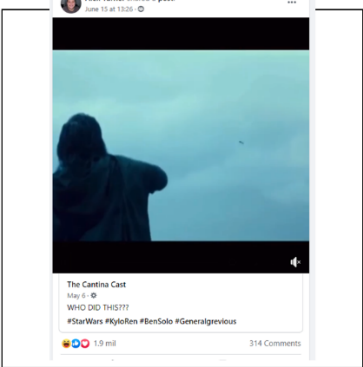 June 13 at 13:26
The Cantina Cast
May 6
WHO DID THIS???
#StarWars #KyloRen #BenSolo #Generalgrevious
1.9 mil
314 Comments